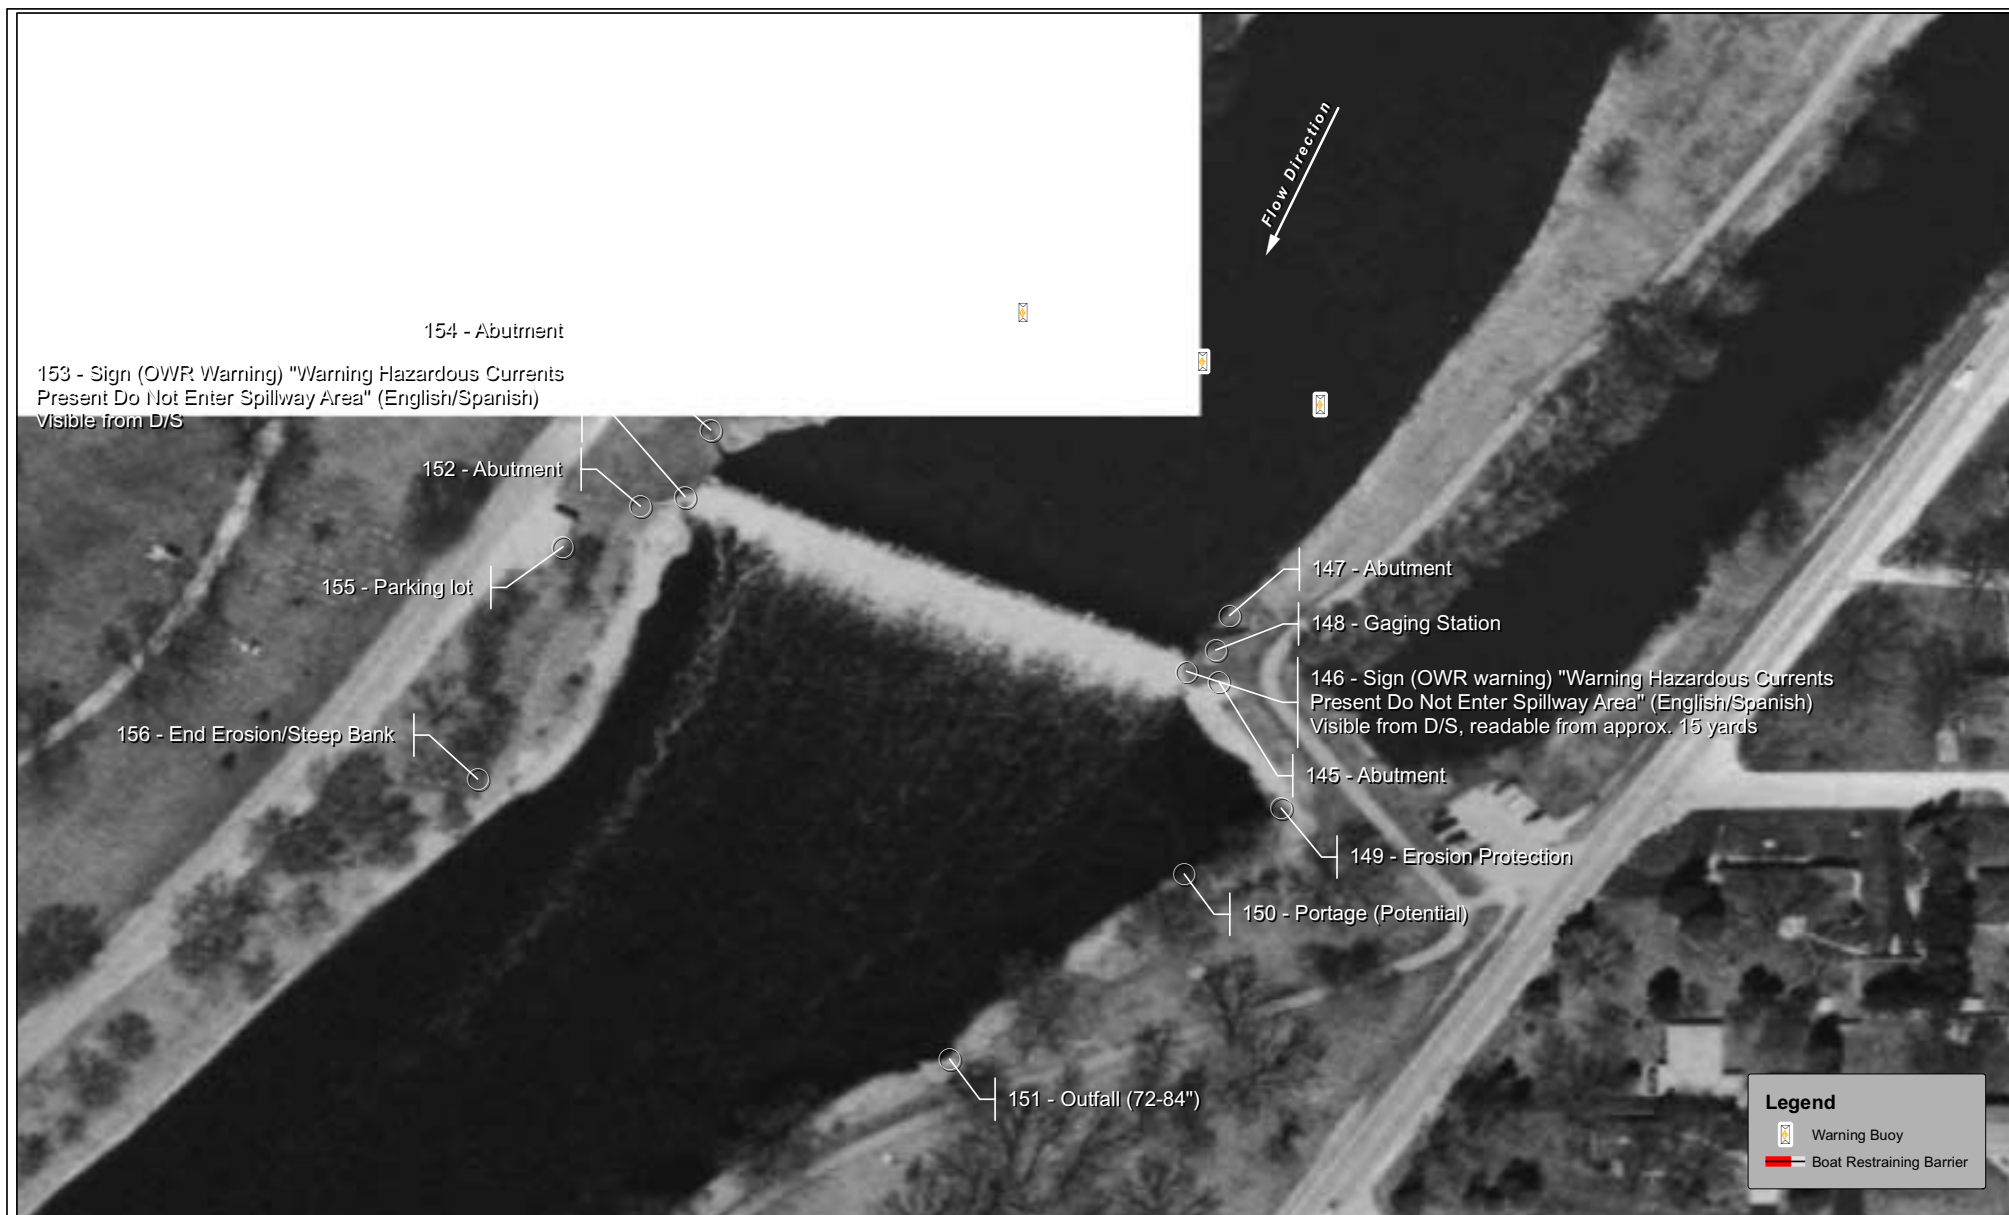 Flow Direction
154 - Abutment
153 - Sign (OWR Warning) "Warning Hazardous Currents
Present Do Not Enter Spillway Area" (English/Spanish)
Visible from D/S
152 - Abutment
155 - Parking lot
156 - End Erosion/Steep Bank
147 - Abutment
148 - Gaging Station
146 - Sign (OWR warning) "Warning Hazardous Currents
Present Do Not Enter Spillway Area" (English/Spanish)
Visible from D/S, readable from approx. 15 yards
145 - Abutment
149 - Erosion Protection
150 - Portage (Potential)
151 - Outfall (72-84")
Legend
Warning Buoy
Boat Restraining Barrier